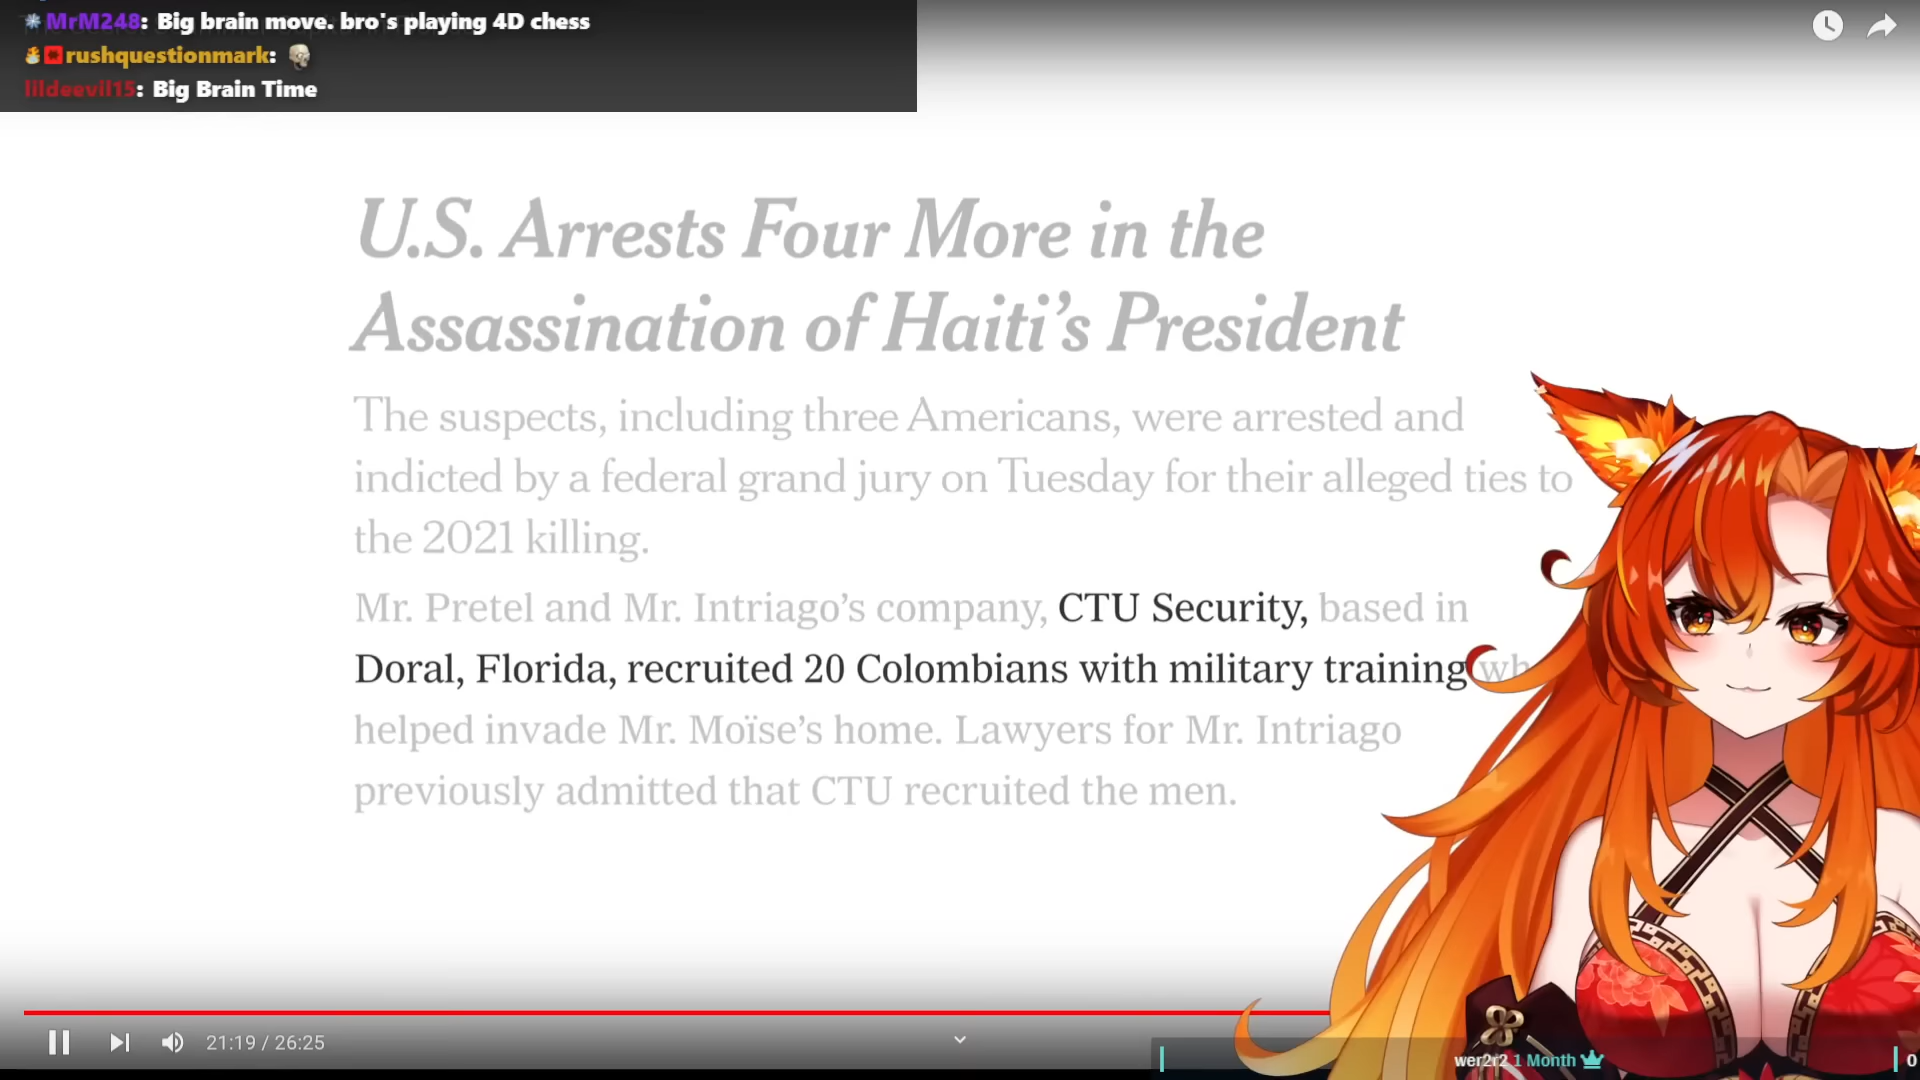 MrM248: Big brain move. bro's playing 4D chess
rushquestionmark:
llldeevil15: Big Brain Time
U.S. Arrests Four More in the
Assassination of Haiti's President
The suspects, including three Americans, were arrested and
indicted by a federal grand jury on Tuesday for their alleged ties to
the 2021 killing.
Mr. Pretel and Mr. Intriago's company, CTU Security, based in
Doral, Florida, recruited 20 Colombians with military training
helped invade Mr. Moïse's home. Lawyers for Mr. Intriago
previously admitted that CTU recruited the men.
21:19 / 26:25
wer2r2 1 Month
0